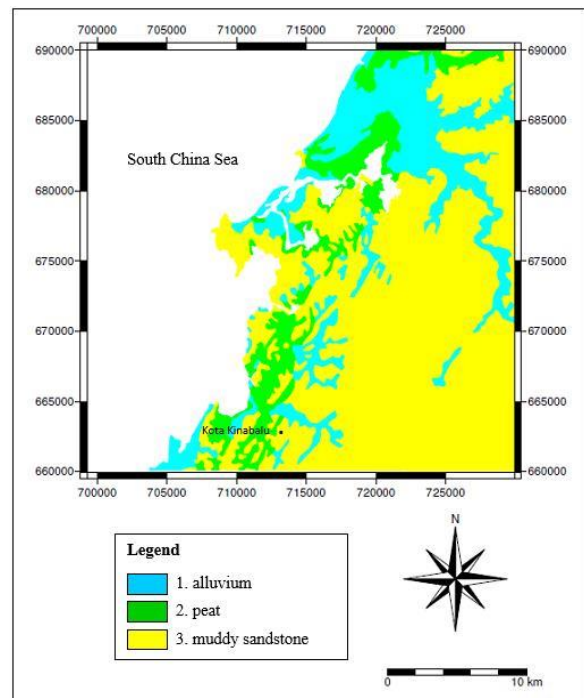 700000 705000 710000 715000 720000 725000
690000 690000
685000 685000
South China Sea
680000 680000
675000 675000
670000 670000
665000 665000
Kota Kinabalu
660000 660000
700000 705000 710000 715000 720000 725000
N
Legend
1. alluvium
2. peat
3. muddy sandstone
0 10 km